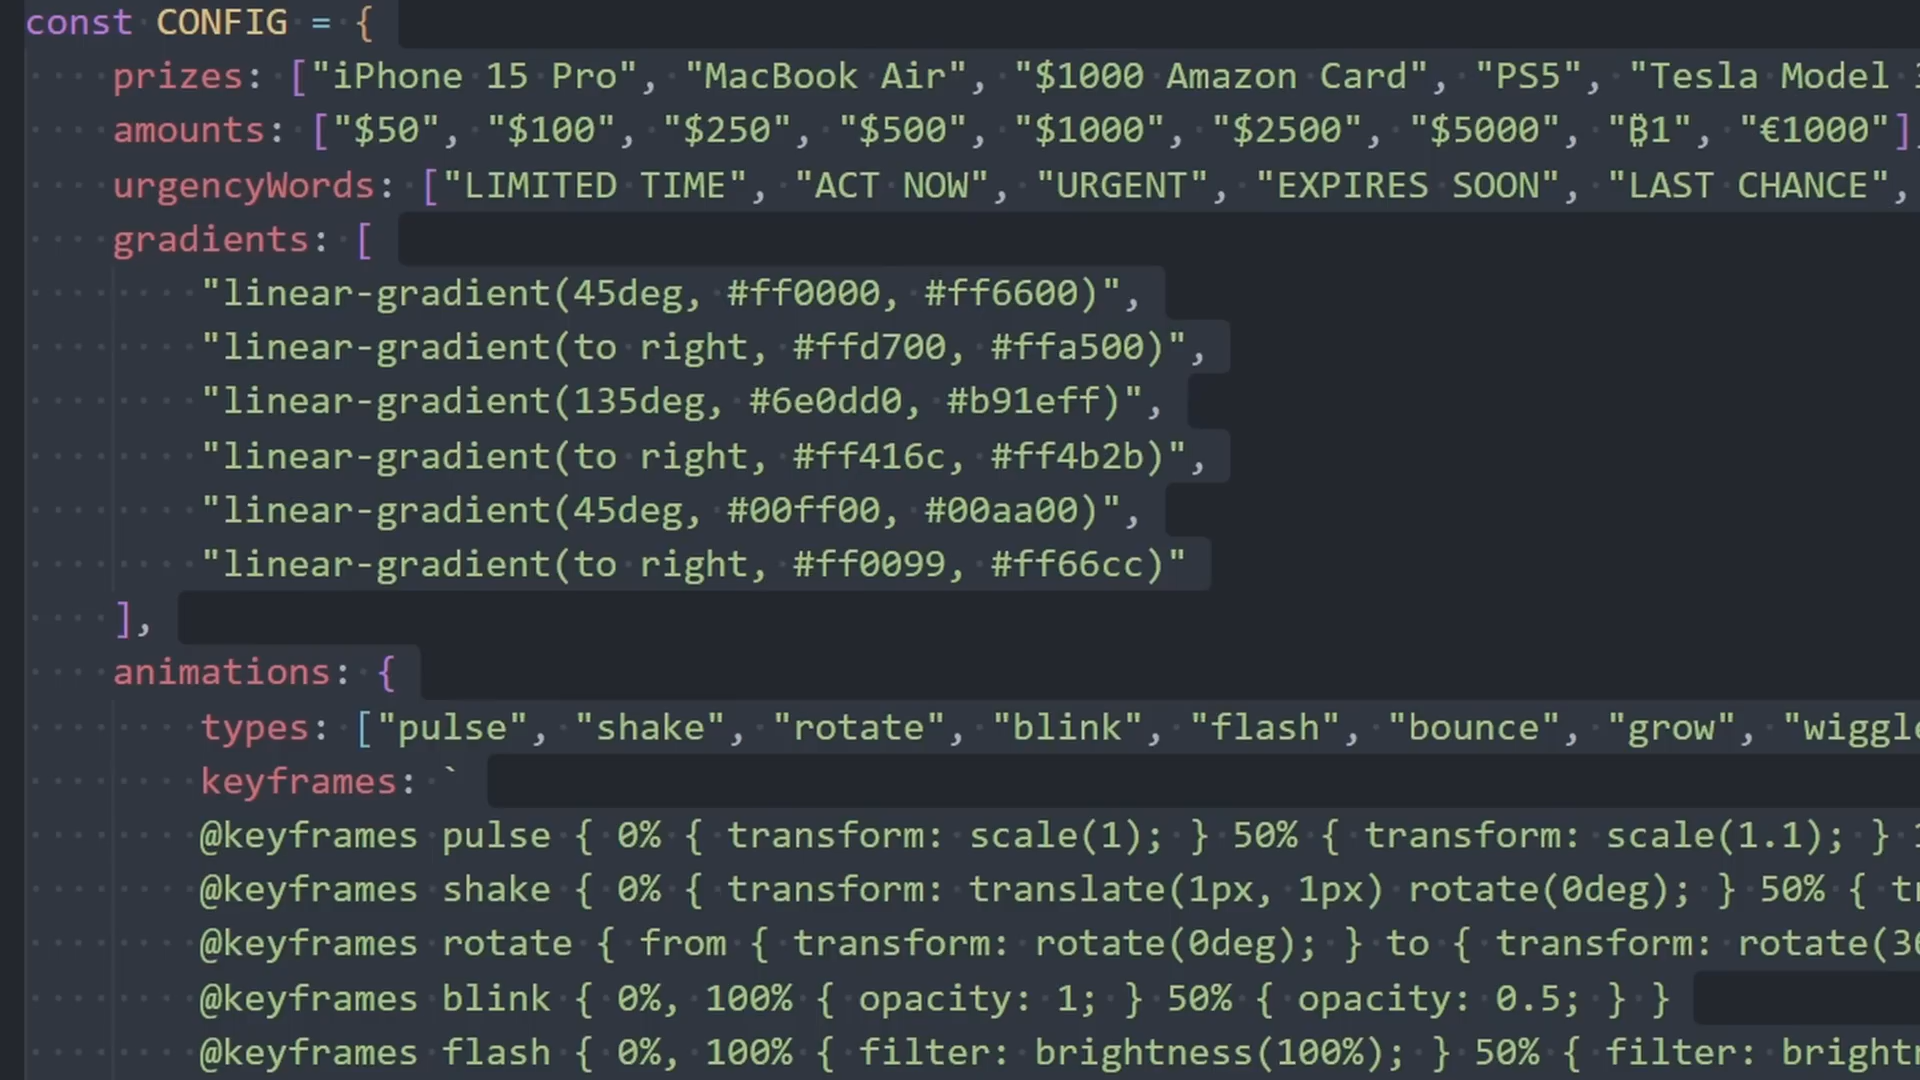 const CONFIG = {
prizes: ["iPhone 15 Pro", "MacBook Air", "$1000 Amazon Card", "PS5", "Tesla Model
amounts: ["$50", "$100", "$250", "$500", "$1000", "$2500", "$5000", "₿1", "€1000"],
urgencyWords: ["LIMITED TIME", "ACT NOW", "URGENT", "EXPIRES SOON", "LAST CHANCE",
gradients: [
"linear-gradient(45deg, #ff0000, #ff6600)",
"linear-gradient(to right, #ffd700, #ffa500)",
"linear-gradient(135deg, #6e0dd0, #b91eff)",
"linear-gradient(to right, #ff416c, #ff4b2b)",
"linear-gradient(45deg, #00ff00, #00aa00)",
"linear-gradient(to right, #ff0099, #ff66cc)"
],
animations: {
types: ["pulse", "shake", "rotate", "blink", "flash", "bounce", "grow", "wiggle
keyframes: `
@keyframes pulse { 0% { transform: scale(1); } 50% { transform: scale(1.1); }
@keyframes shake { 0% { transform: translate(1px, 1px) rotate(0deg); } 50% { tr
@keyframes rotate { from { transform: rotate(0deg); } to { transform: rotate(36
@keyframes blink { 0%, 100% { opacity: 1; } 50% { opacity: 0.5; } }
@keyframes flash { 0%, 100% { filter: brightness(100%); } 50% { filter: brightn